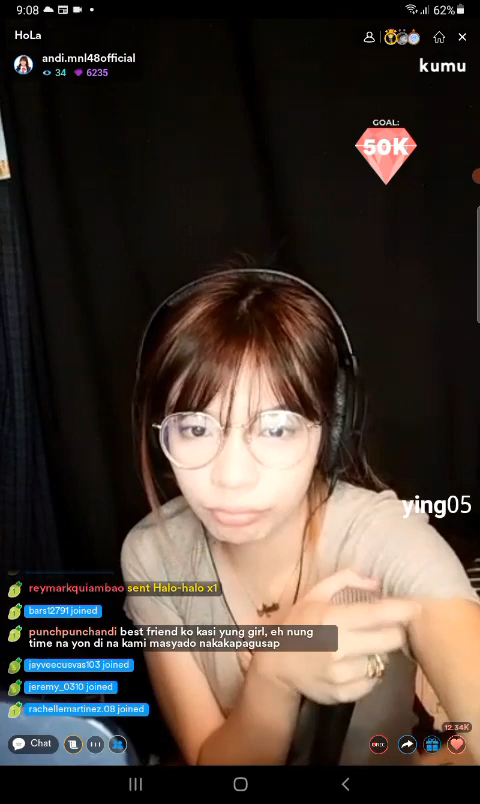 9:08
62%
HoLa
andi.mnl48official
34 6235
kumu
GOAL:
50K
ying05
reymarkquiambao sent Halo-halo x1
bars12791 joined
punchpunchandi best friend ko kasi yung girl, eh nung
time na yon di na kami masyado nakakapagusap
jayveecuevas103 joined
jeremy_0310 joined
rachellemartinez.08 joined
12.34K
Chat